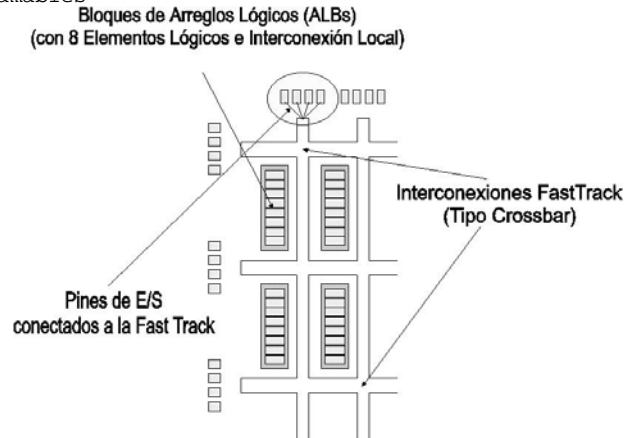 Bloques de Arreglos Lógicos (ALBs)
(con 8 Elementos Lógicos e Interconexión Local)
Interconexiones FastTrack
(Tipo Crossbar)
Pines de E/S
conectados a la Fast Track